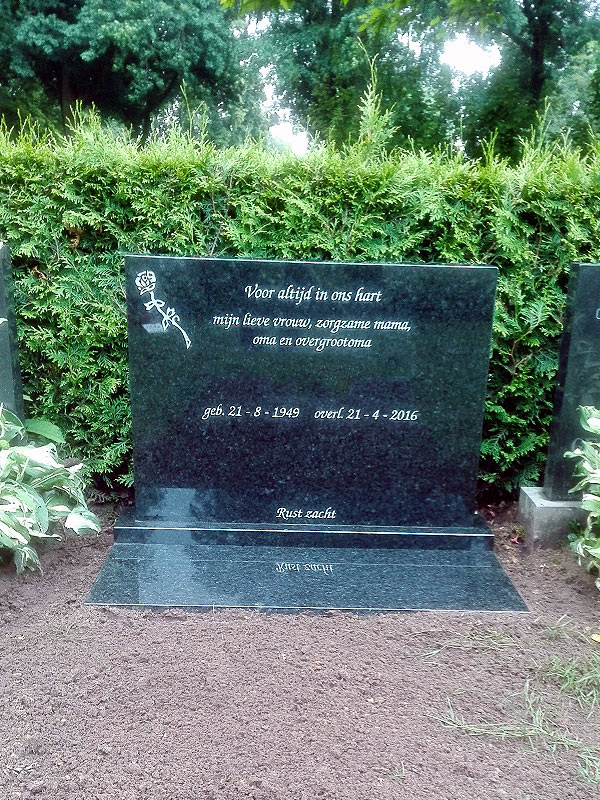 Voor altijd in ons hart
mijn lieve vrouw, zorgzame mama,
oma en overgrootoma
geb. 21 - 8 - 1949 overl. 21 - 4 - 2016
Rust zacht